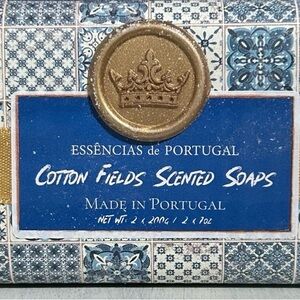 ESSÊNCIAS de PORTUGAL
COTTON FIELDS SCENTED SOAPS
MADE IN PORTUGAL
NET WT. 2 x 200G / 2 x 7OZ